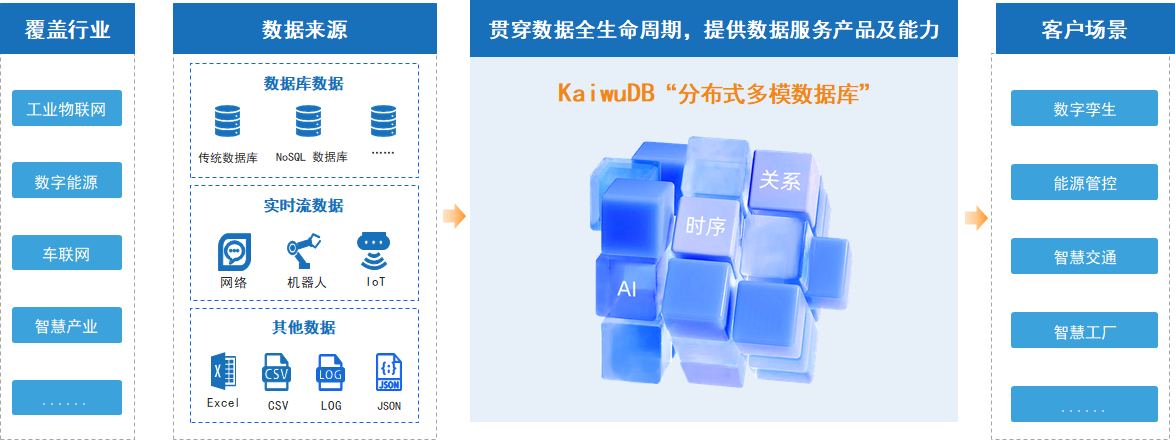 覆盖行业
工业物联网
数字能源
车联网
智慧产业
......
数据来源
数据库数据
传统数据库
NoSQL 数据库
......
实时流数据
网络
机器人
IoT
其他数据
CSV
LOG
JSON
Excel
CSV
LOG
JSON
贯穿数据全生命周期，提供数据服务产品及能力
KaiwuDB“分布式多模数据库”
关系
时序
AI
客户场景
数字孪生
能源管控
智慧交通
智慧工厂
......